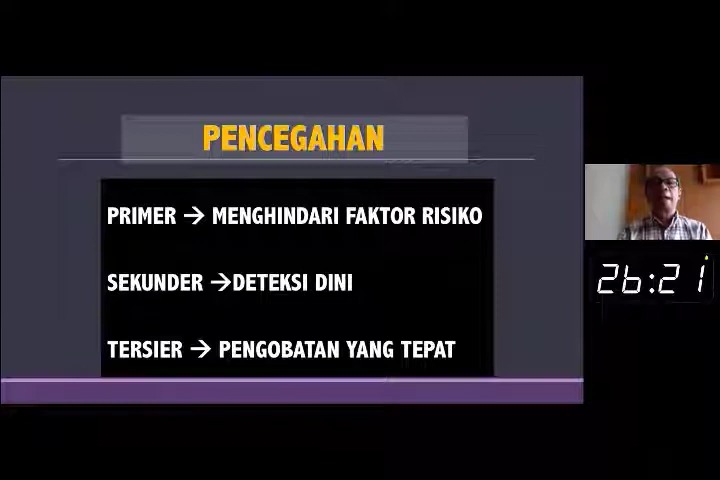 PENCEGAHAN
PRIMER → MENGHINDARI FAKTOR RISIKO
SEKUNDER →DETEKSI DINI
TERSIER → PENGOBATAN YANG TEPAT
26:21